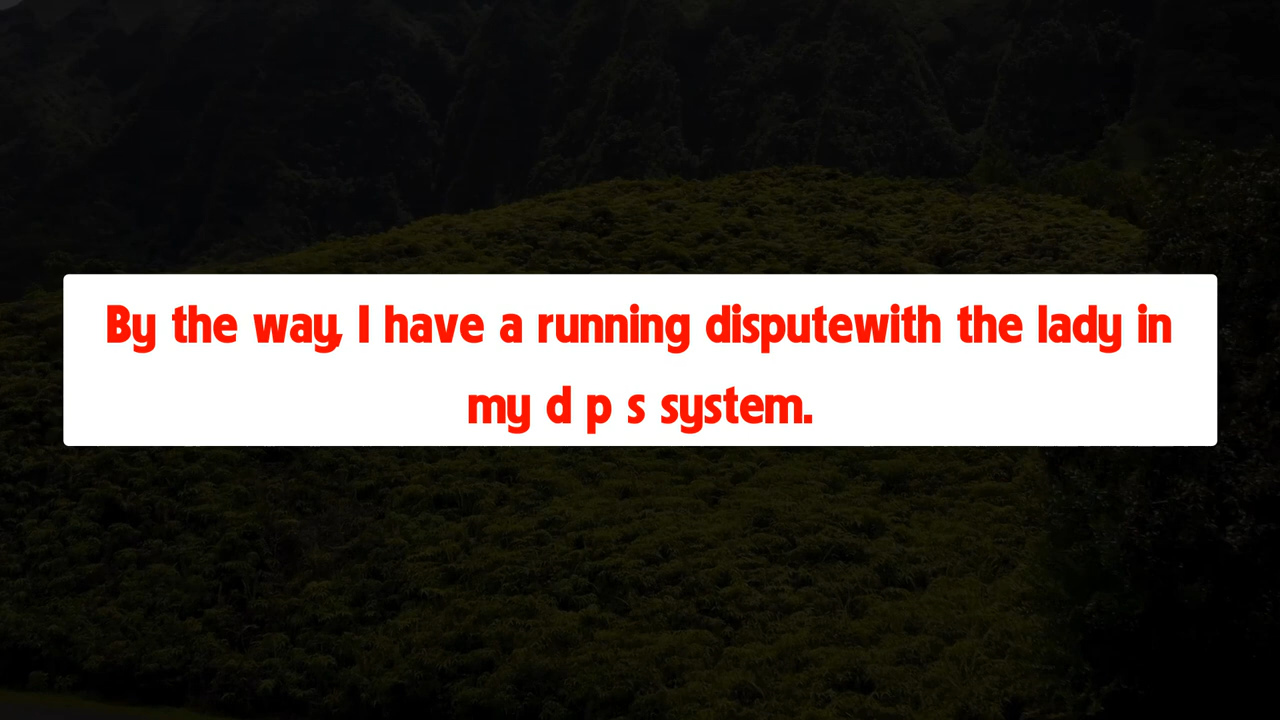 By the way, I have a running disputewith the lady in
my d p s system.